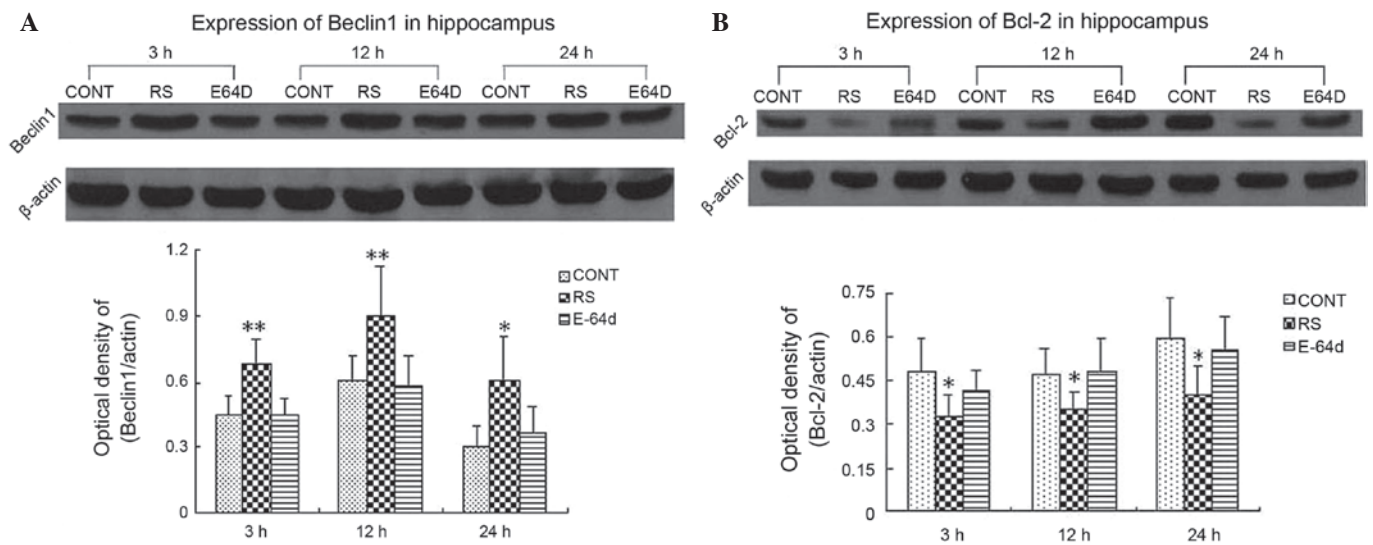 A
Expression of Beclin1 in hippocampus
3 h 12 h 24 h
CONT RS E64D CONT RS E64D CONT RS E64D
Beclin1
β-actin
1.2
0.9
0.6
0.3
0
Optical density of
(Beclin1/actin)
** ** *
CONT
RS
E-64d
3 h 12 h 24 h
B
Expression of Bcl-2 in hippocampus
3 h 12 h 24 h
CONT RS E64D CONT RS E64D CONT RS E64D
Bcl-2
β-actin
0.75
0.6
0.45
0.3
0.15
0
Optical density of
(Bcl-2/actin)
* * *
CONT
RS
E-64d
3 h 12 h 24 h